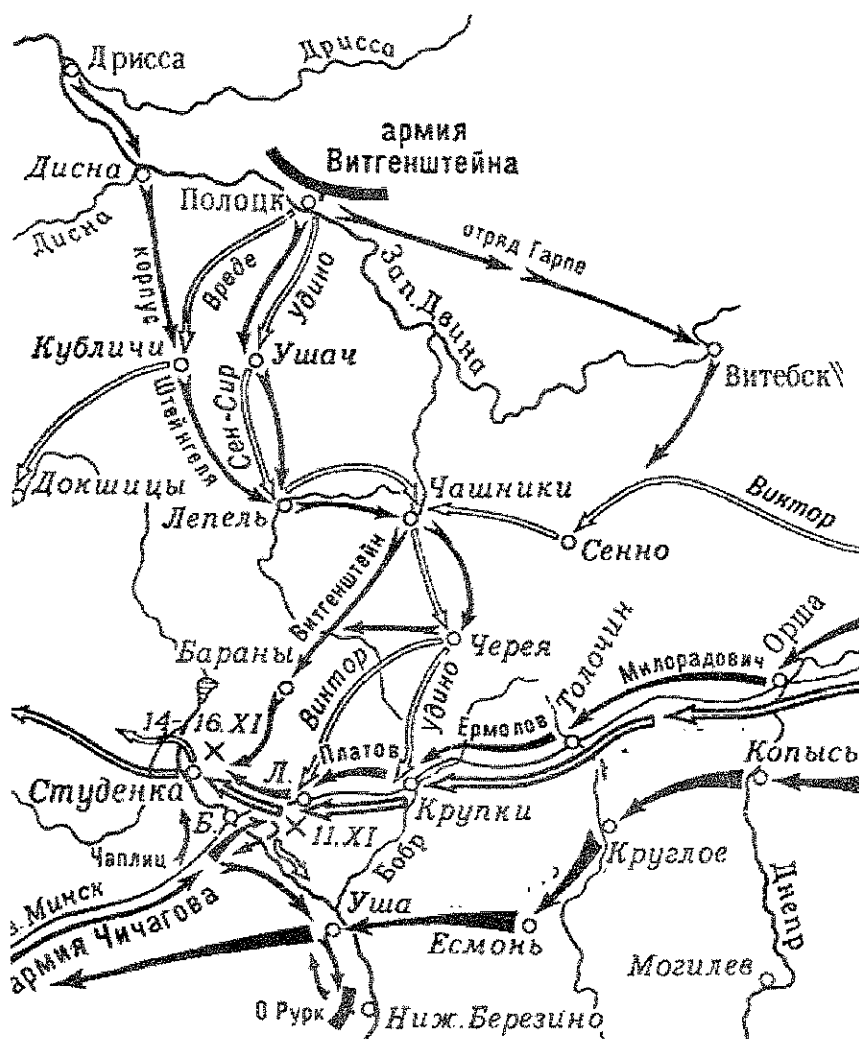 Дрисса
Дрисса
армия
Витгенштейна
Дисна
Полоцк
Дисна
корпус
Вреде
Удино
Зап. Двина
отряд Гарпе
Кубличи
Ушач
Витебск
Штейнгеля
Сен-Сир
Докшицы
Лепель
Чашники
Виктор
Сенно
Витгенштейн
Бараны
Черея
Виктор
Удино
Толочин
Милорадович
Орша
14-16.XI
Ермолов
Платов
Л.
Копысь
Студенка
Крупки
Б.
11.XI
Чаплиц
Бобр
Круглое
в. Минск
армия Чичагова
Уша
Есмонь
Днепр
Могилев
О Рурк
Ниж. Березино